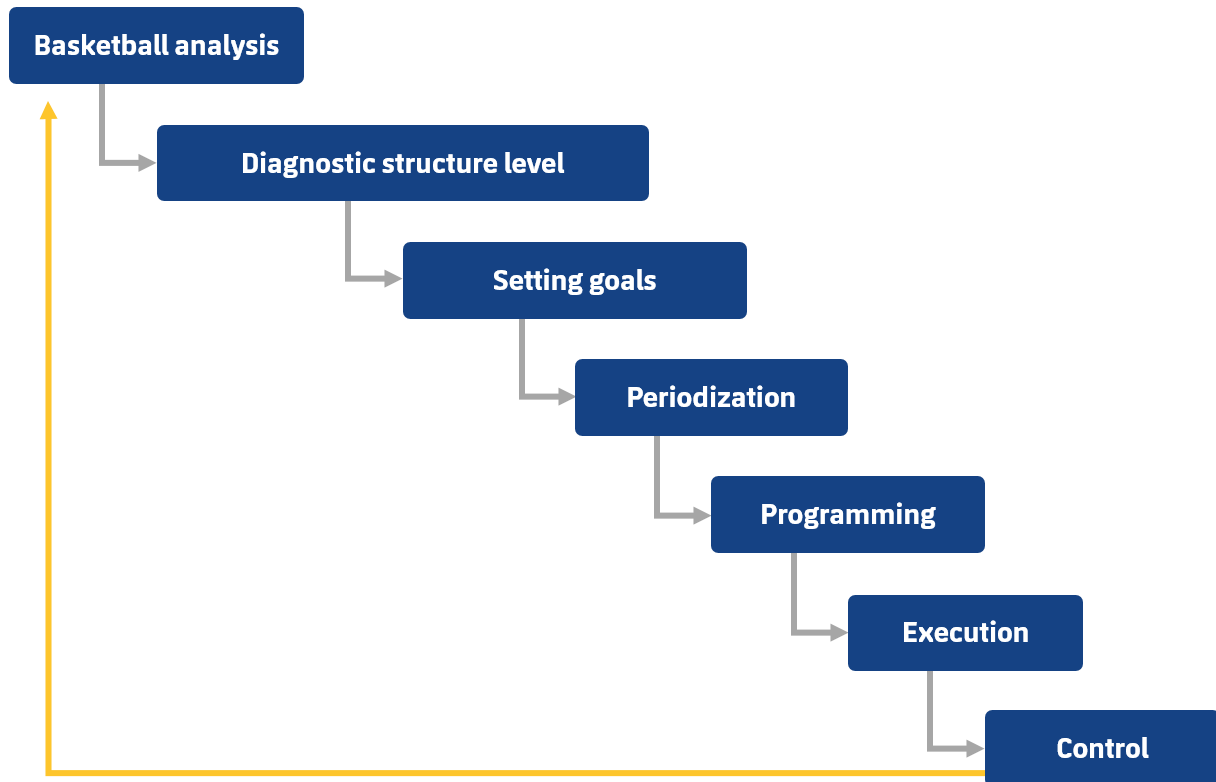 Basketball analysis
Diagnostic structure level
Setting goals
Periodization
Programming
Execution
Control